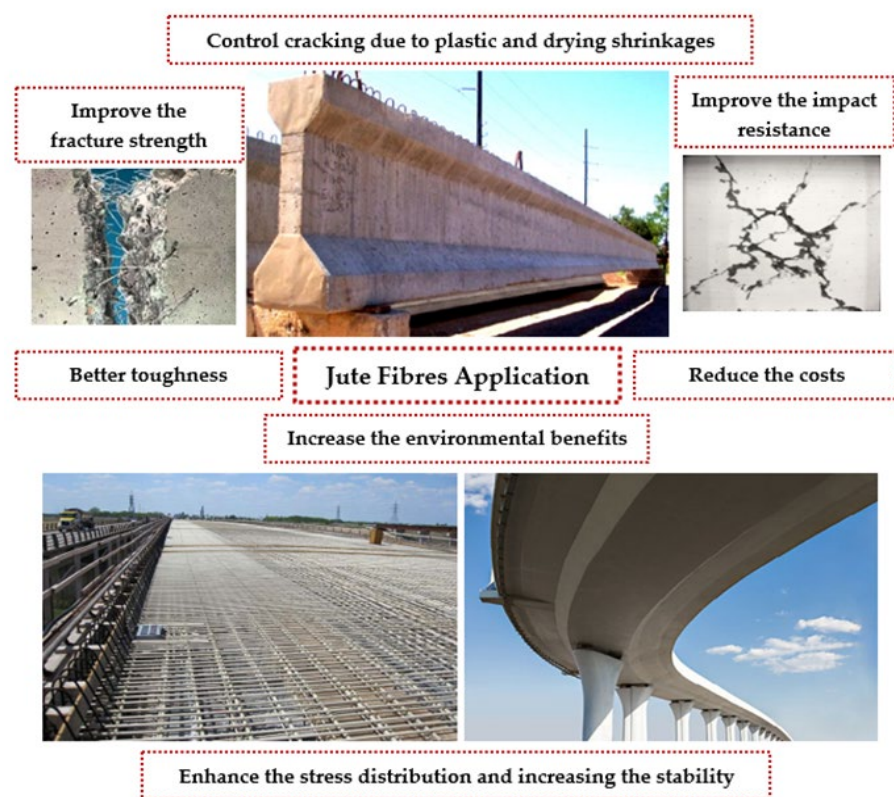 Control cracking due to plastic and drying shrinkages
Improve the
fracture strength
Improve the impact
resistance
Better toughness
Jute Fibres Application
Reduce the costs
Increase the environmental benefits
Enhance the stress distribution and increasing the stability